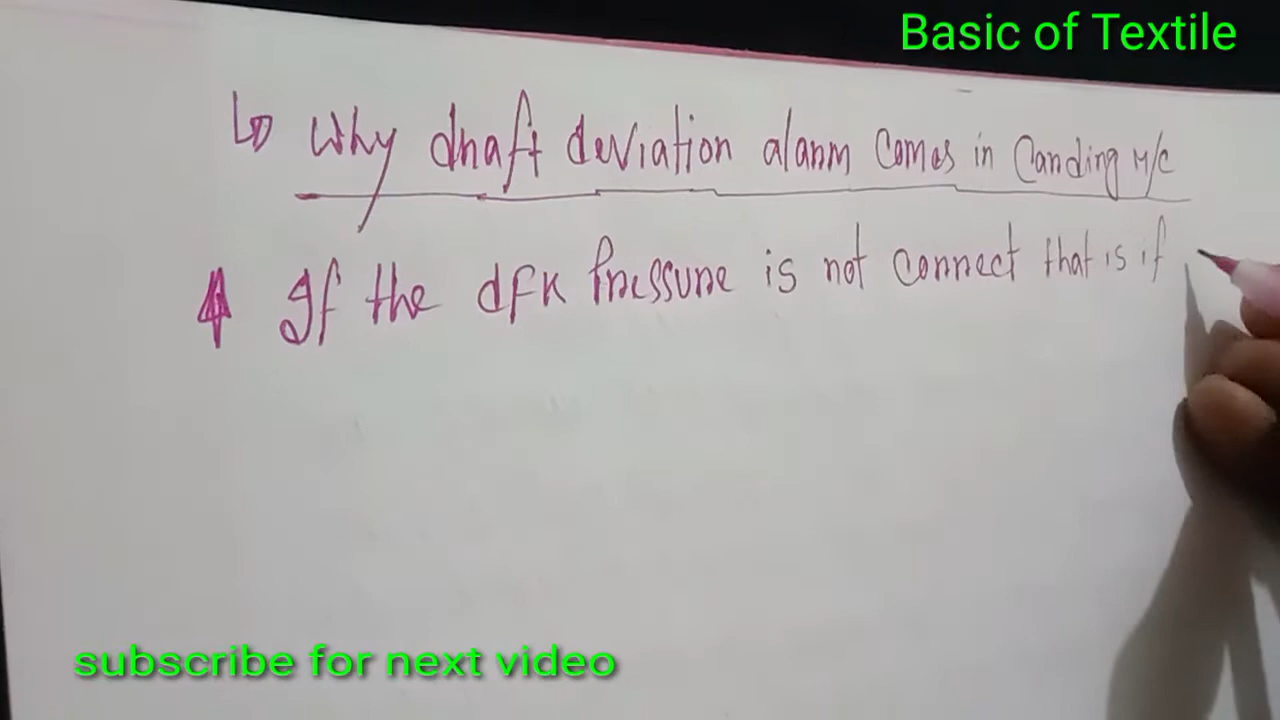 Basic of Textile
Why draft deviation alarm comes in Carding M/C
If the dFK Pressure is not correct that is if
subscribe for next video